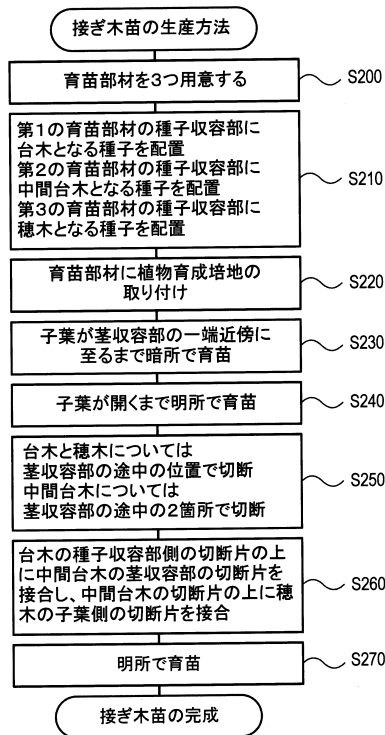 接ぎ木苗の生産方法
育苗部材を3つ用意する
S200
第1の育苗部材の種子収容部に
台木となる種子を配置
第2の育苗部材の種子収容部に
中間台木となる種子を配置
第3の育苗部材の種子収容部に
穂木となる種子を配置
S210
育苗部材に植物育成培地の
取り付け
S220
子葉が茎収容部の一端近傍に
至るまで暗所で育苗
S230
子葉が開くまで明所で育苗
S240
台木と穂木については
茎収容部の途中の位置で切断
中間台木については
茎収容部の途中の2箇所で切断
S250
台木の種子収容部側の切断片の上
に中間台木の茎収容部の切断片を
接合し、中間台木の切断片の上に穂
木の子葉側の切断片を接合
S260
明所で育苗
S270
接ぎ木苗の完成